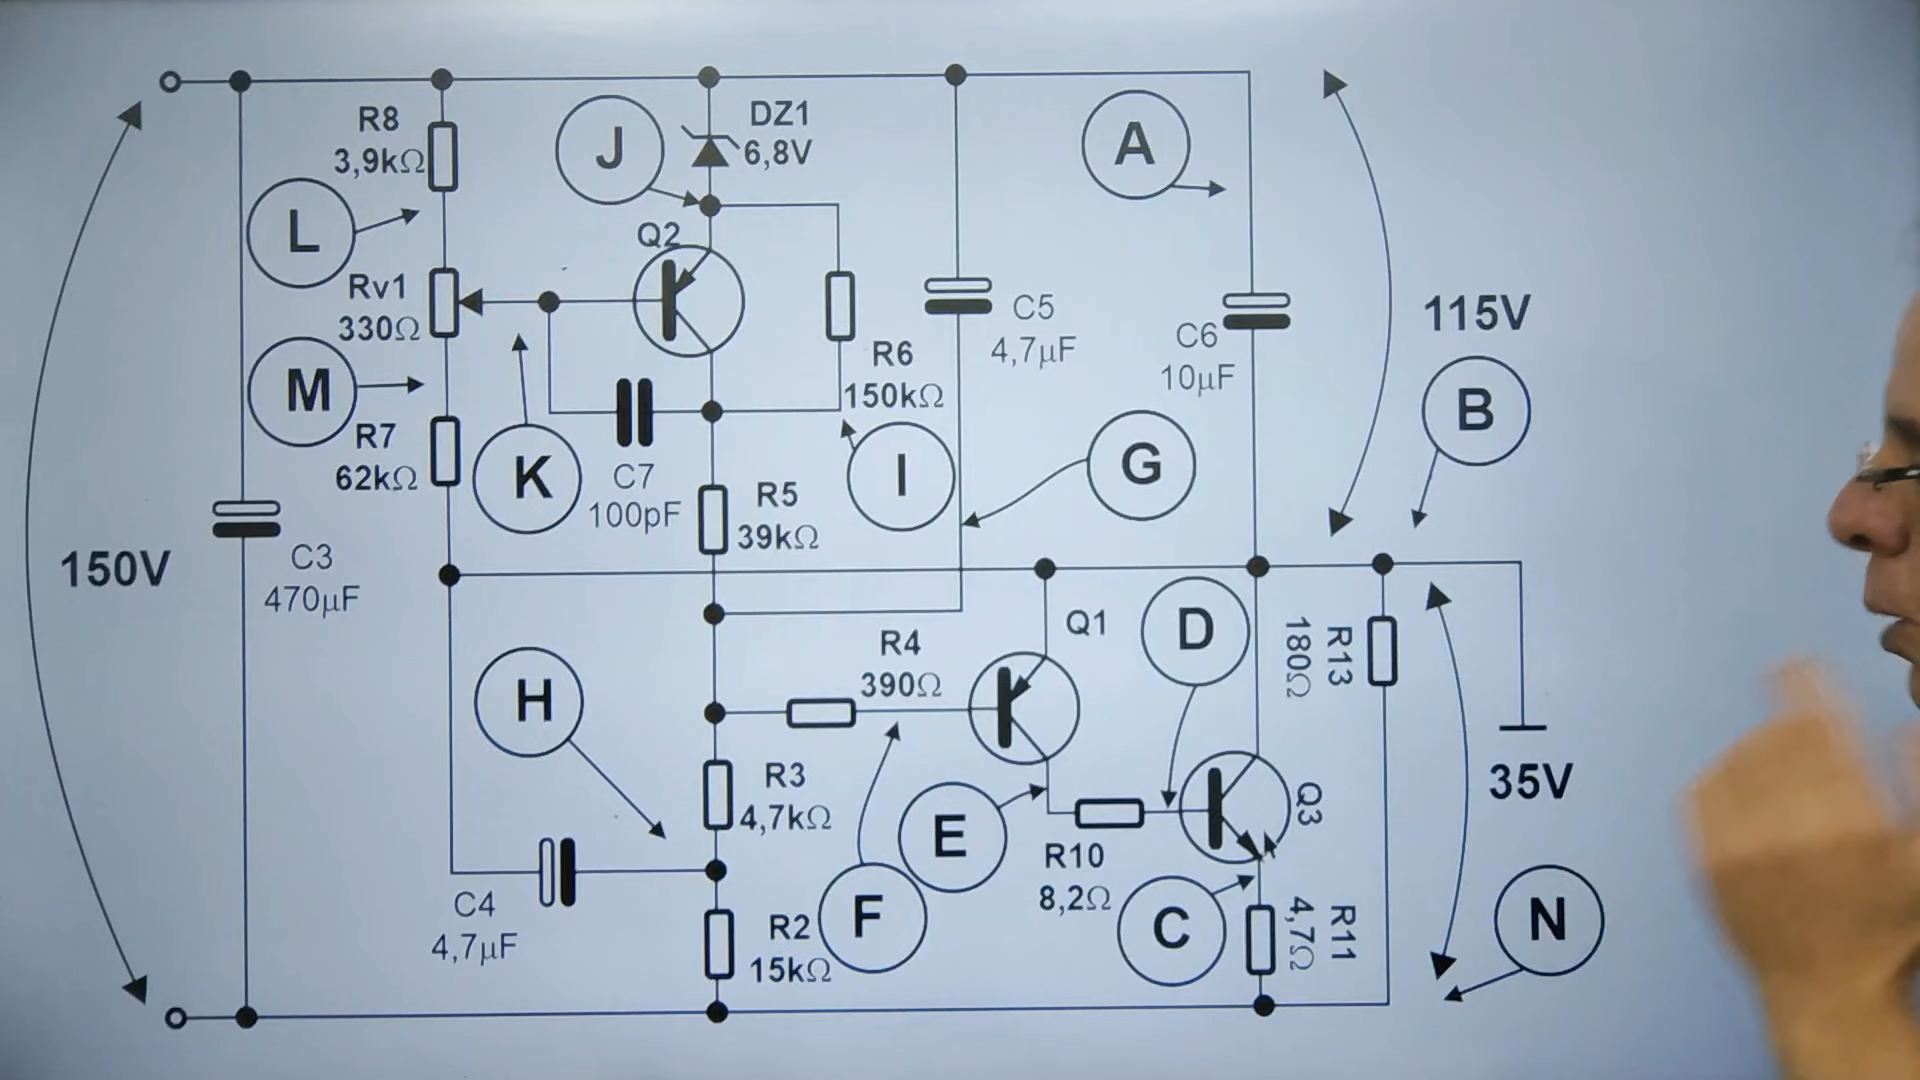 R8
3,9kΩ
L
Rv1
330Ω
M
R7
62kΩ
K
J
DZ1
6,8V
Q2
C7
100pF
R6
150kΩ
I
R5
39kΩ
C5
4,7µF
G
A
C6
10µF
115V
B
150V
C3
470µF
H
R4
390Ω
Q1
D
R13
180Ω
35V
R3
4,7kΩ
E
R10
8,2Ω
Q3
C4
4,7µF
R2
15kΩ
F
C
R11
4,7Ω
N